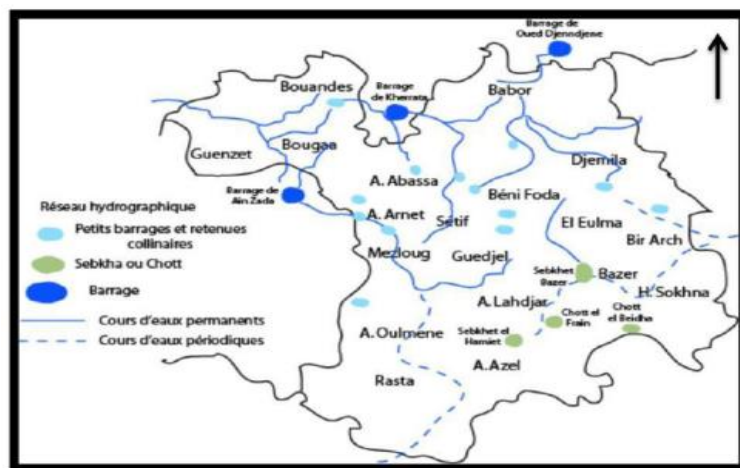 Barrage de
Oued Djenndjene
Bouandes
Barrage
de Kherrata
Babor
Guenzet
Bougaa
Djemila
A. Abassa
Barrage de
Ain Zada
Béni Foda
Réseau hydrographique
Petits barrages et retenues
collinaires
A. Arnet
Sétif
El Eulma
Bir Arch
Mezloug
Guedjel
Sebkha ou Chott
Sebkhet
Bazer
Bazer
Barrage
H. Sokhna
A. Lahdjar
Chott el
Frain
Chott
el Beidha
Cours d'eaux permanents
A. Oulmene
Sebkhet el
Hamiet
Cours d'eaux périodiques
A. Azel
Rasta